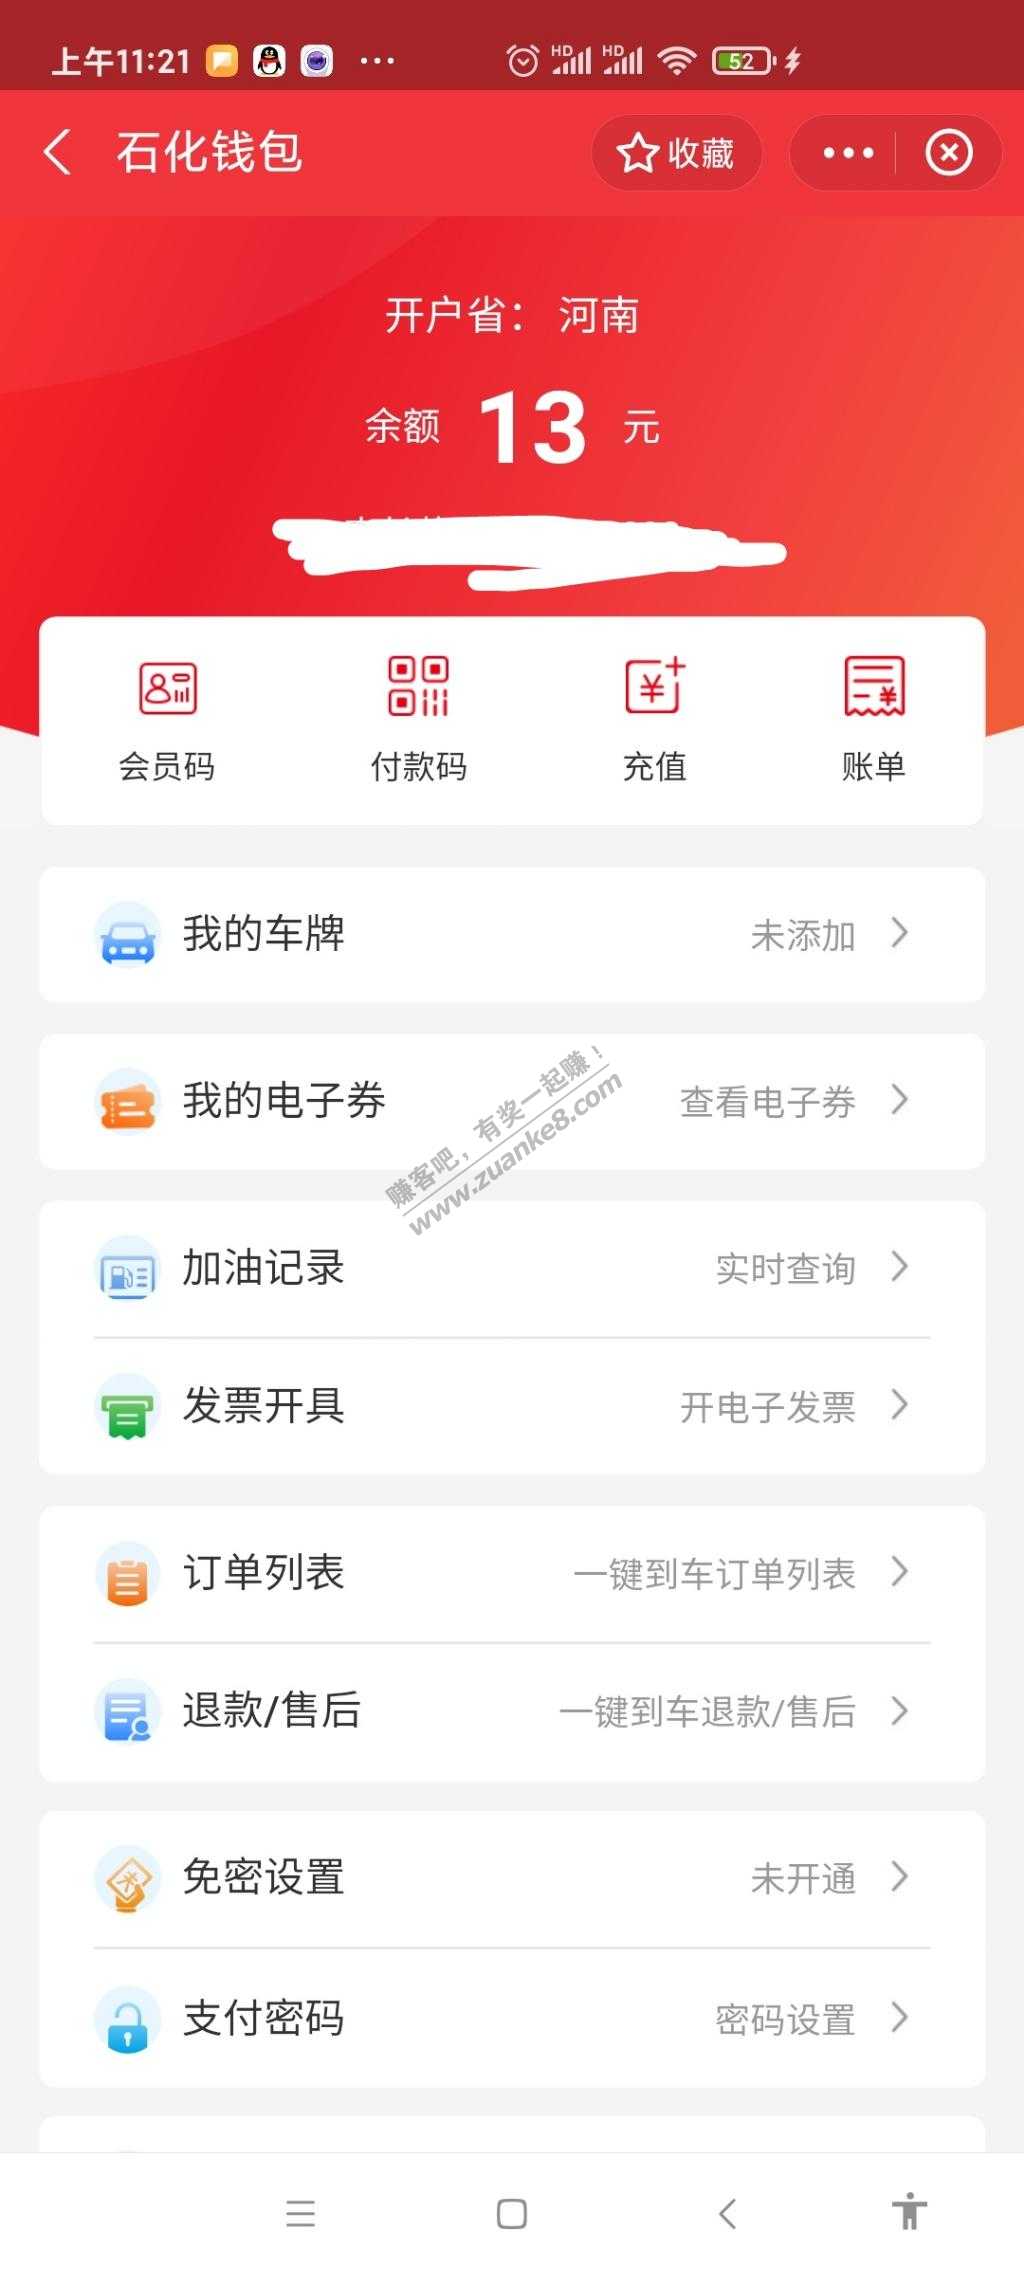 上午11:21 ... HD HD 52
石化钱包 收藏
开户省： 河南
余额 13 元
会员码 付款码 充值 账单
我的车牌 未添加
我的电子券 查看电子券
赚客吧，有奖一起赚！
www.zuanke8.com
加油记录 实时查询
发票开具 开电子发票
订单列表 一键到车订单列表
退款/售后 一键到车退款/售后
免密设置 未开通
支付密码 密码设置